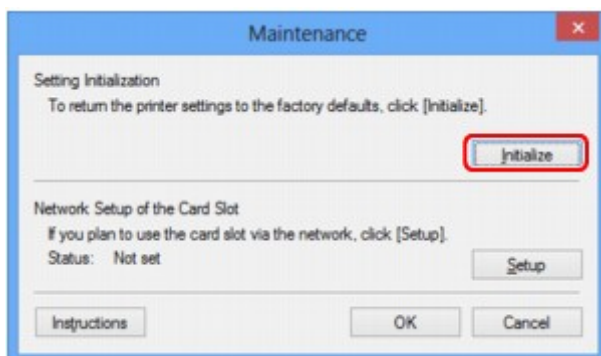 Maintenance
Setting Initialization
To return the printer settings to the factory defaults, click [Initialize].
Initialize
Network Setup of the Card Slot
If you plan to use the card slot via the network, click [Setup].
Status: Not set
Setup
Instructions OK Cancel